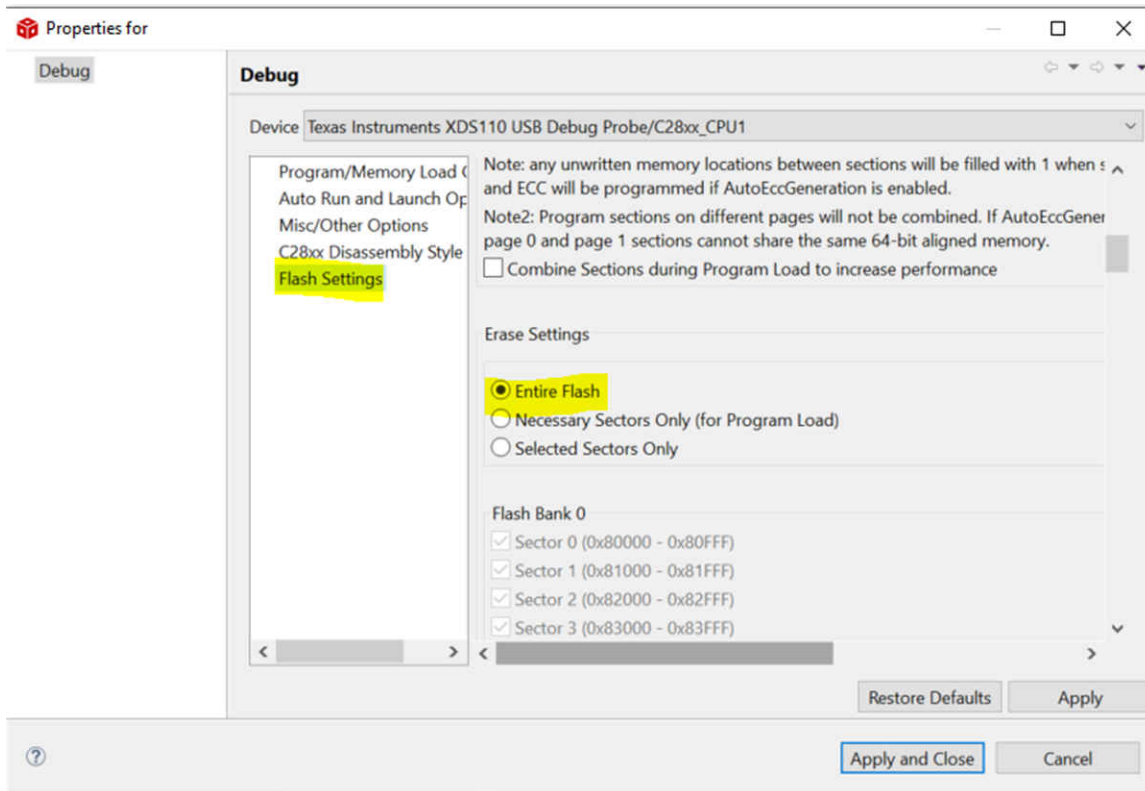 Properties for
Debug
Debug
Device Texas Instruments XDS110 USB Debug Probe/C28xx_CPU1
Program/Memory Load
Auto Run and Launch Op
Misc/Other Options
C28xx Disassembly Style
Flash Settings
Note: any unwritten memory locations between sections will be filled with 1 when s
and ECC will be programmed if AutoEccGeneration is enabled.
Note2: Program sections on different pages will not be combined. If AutoEccGener
page 0 and page 1 sections cannot share the same 64-bit aligned memory.
Combine Sections during Program Load to increase performance
Erase Settings
Entire Flash
Necessary Sectors Only (for Program Load)
Selected Sectors Only
Flash Bank 0
Sector 0 (0x80000 - 0x80FFF)
Sector 1 (0x81000 - 0x81FFF)
Sector 2 (0x82000 - 0x82FFF)
Sector 3 (0x83000 - 0x83FFF)
Restore Defaults
Apply
Apply and Close
Cancel